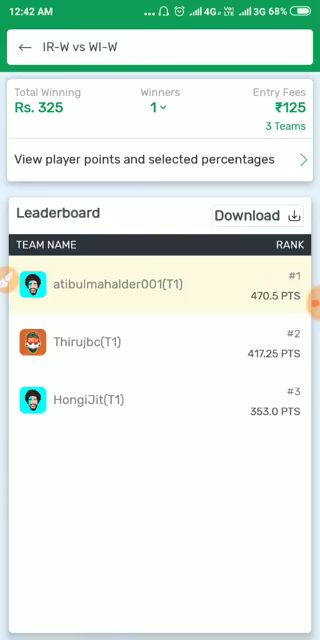 12:42 AM ... 4G Vo) LTE 3G 68%
← IR-W vs WI-W
Total Winning Winners Entry Fees
Rs. 325 1 ₹125
3 Teams
View player points and selected percentages
Leaderboard Download
TEAM NAME RANK
#1
atibulmahalder001(T1)
470.5 PTS
#2
Thirujbc(T1)
417.25 PTS
#3
HongiJit(T1)
353.0 PTS